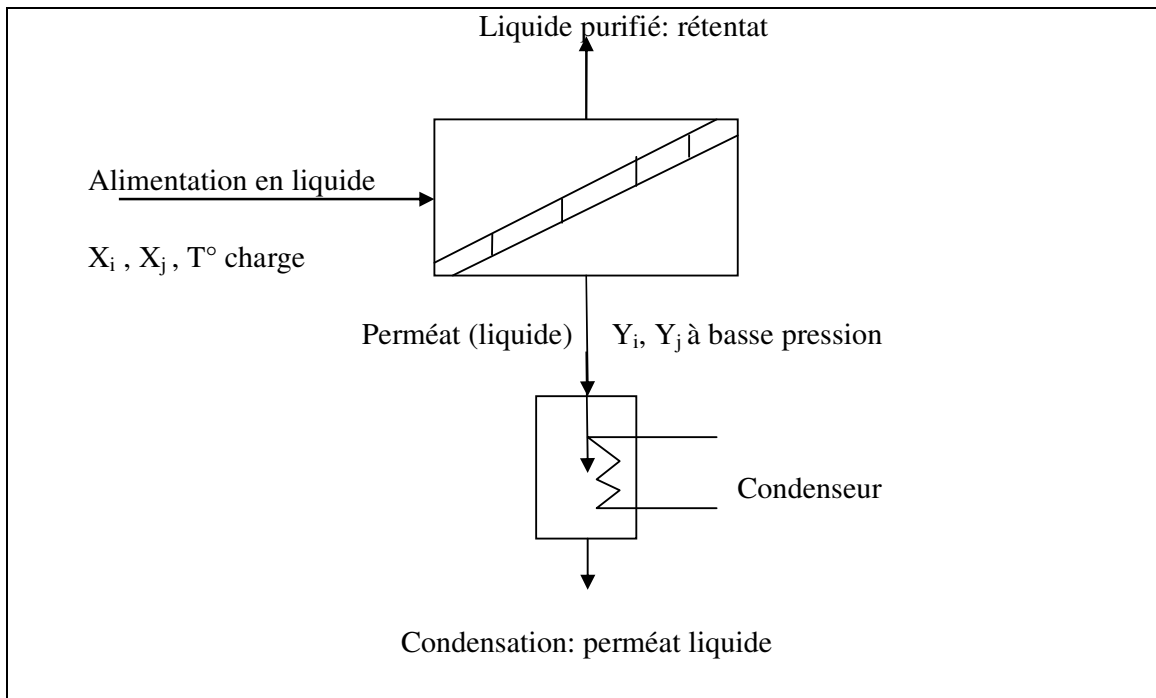 Liquide purifié: rétentat
Alimentation en liquide
Xi , Xj , T° charge
Perméat (liquide) Yi, Yj à basse pression
Condenseur
Condensation: perméat liquide